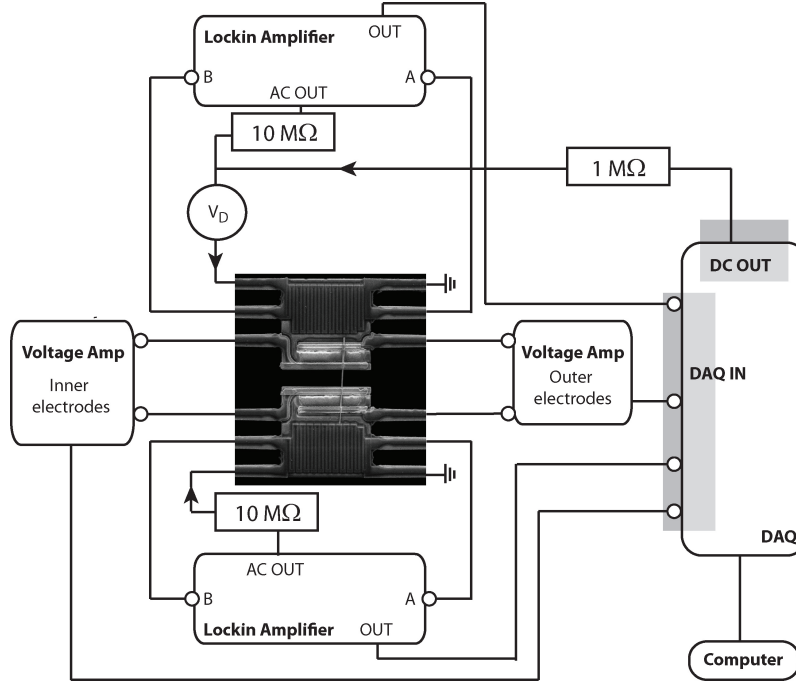 OUT
Lockin Amplifier
B
A
AC OUT
10 MΩ
1 MΩ
V_D
DC OUT
Voltage Amp
Inner
electrodes
Voltage Amp
Outer
electrodes
DAQ IN
10 MΩ
DAQ
AC OUT
B
A
Lockin Amplifier
OUT
Computer